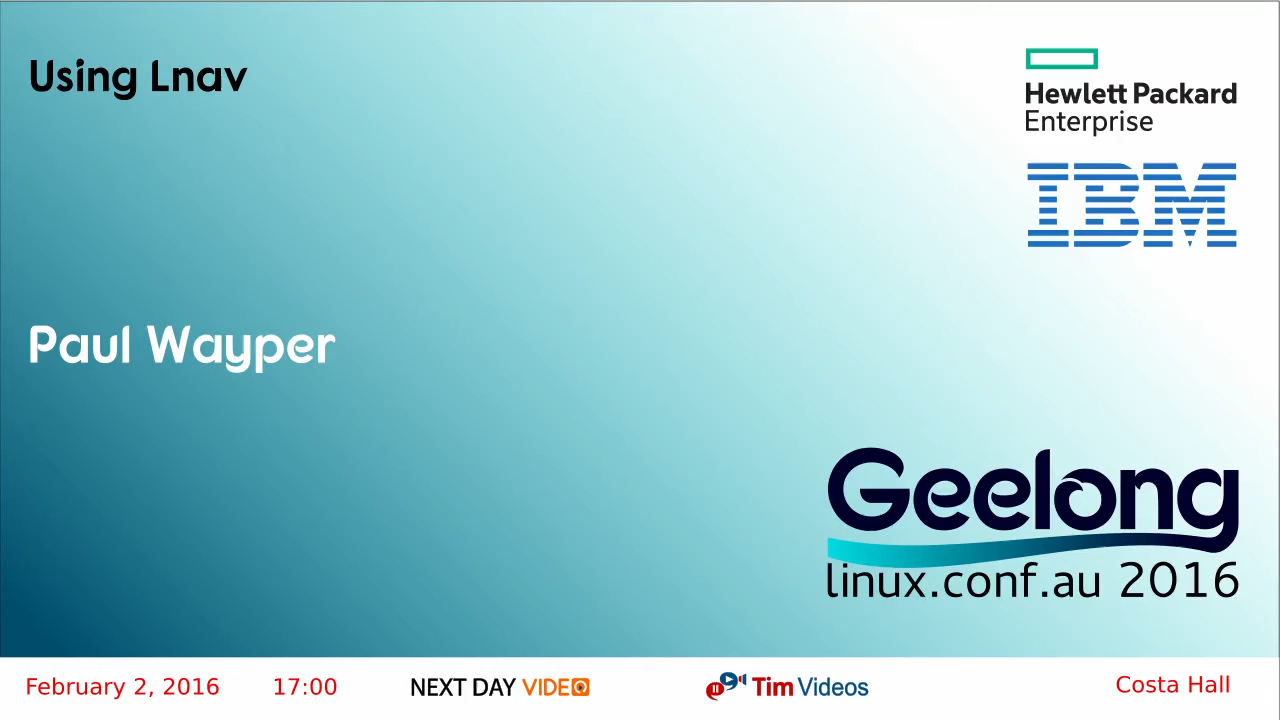 Using Lnav
Hewlett Packard
Enterprise
IBM
Paul Wayper
Geelong
linux.conf.au 2016
February 2, 2016
17:00
NEXT DAY VIDEO
Tim Videos
Costa Hall